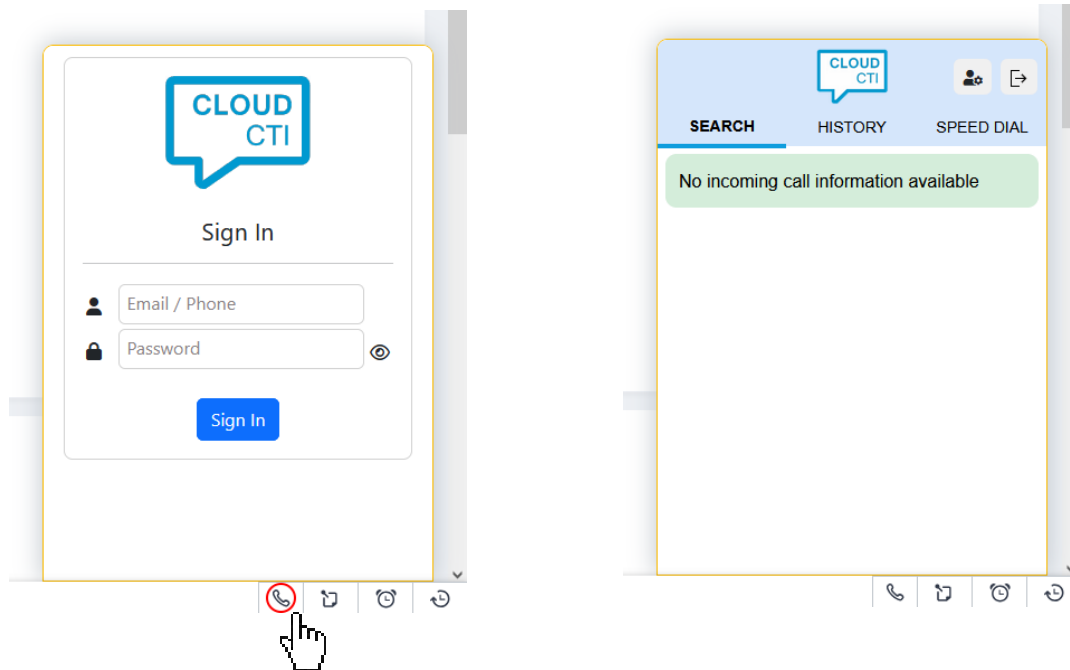 CLOUD
CTI
Sign In
Email / Phone
Password
Sign In
CLOUD
CTI
SEARCH HISTORY SPEED DIAL
No incoming call information available